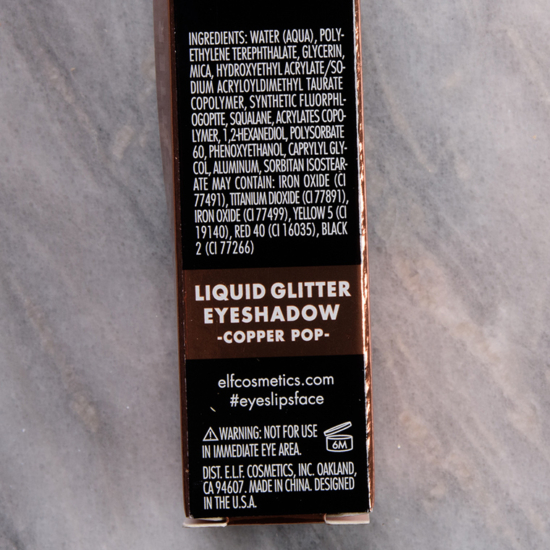 INGREDIENTS: WATER (AQUA), POLY-
ETHYLENE TEREPHTHALATE, GLYCERIN,
MICA, HYDROXYETHYL ACRYLATE/SO-
DIUM ACRYLOYLDIMETHYL TAURATE
COPOLYMER, SYNTHETIC FLUORPHL-
OGOPITE, SQUALANE, ACRYLATES COPO-
LYMER, 1,2-HEXANEDIOL, POLYSORBATE
60, PHENOXYETHANOL, CAPRYLYL GLY-
COL, ALUMINUM, SORBITAN ISOSTEAR-
ATE MAY CONTAIN: IRON OXIDE (CI
77491), TITANIUM DIOXIDE (CI 77891),
IRON OXIDE (CI 77499), YELLOW 5 (CI
19140), RED 40 (CI 16035), BLACK
2 (CI 77266)
LIQUID GLITTER
EYESHADOW
-COPPER POP-
elfcosmetics.com
#eyeslipsface
WARNING: NOT FOR USE
IN IMMEDIATE EYE AREA.
6M
DIST. E.L.F. COSMETICS, INC. OAKLAND,
CA 94607. MADE IN CHINA. DESIGNED
IN THE U.S.A.